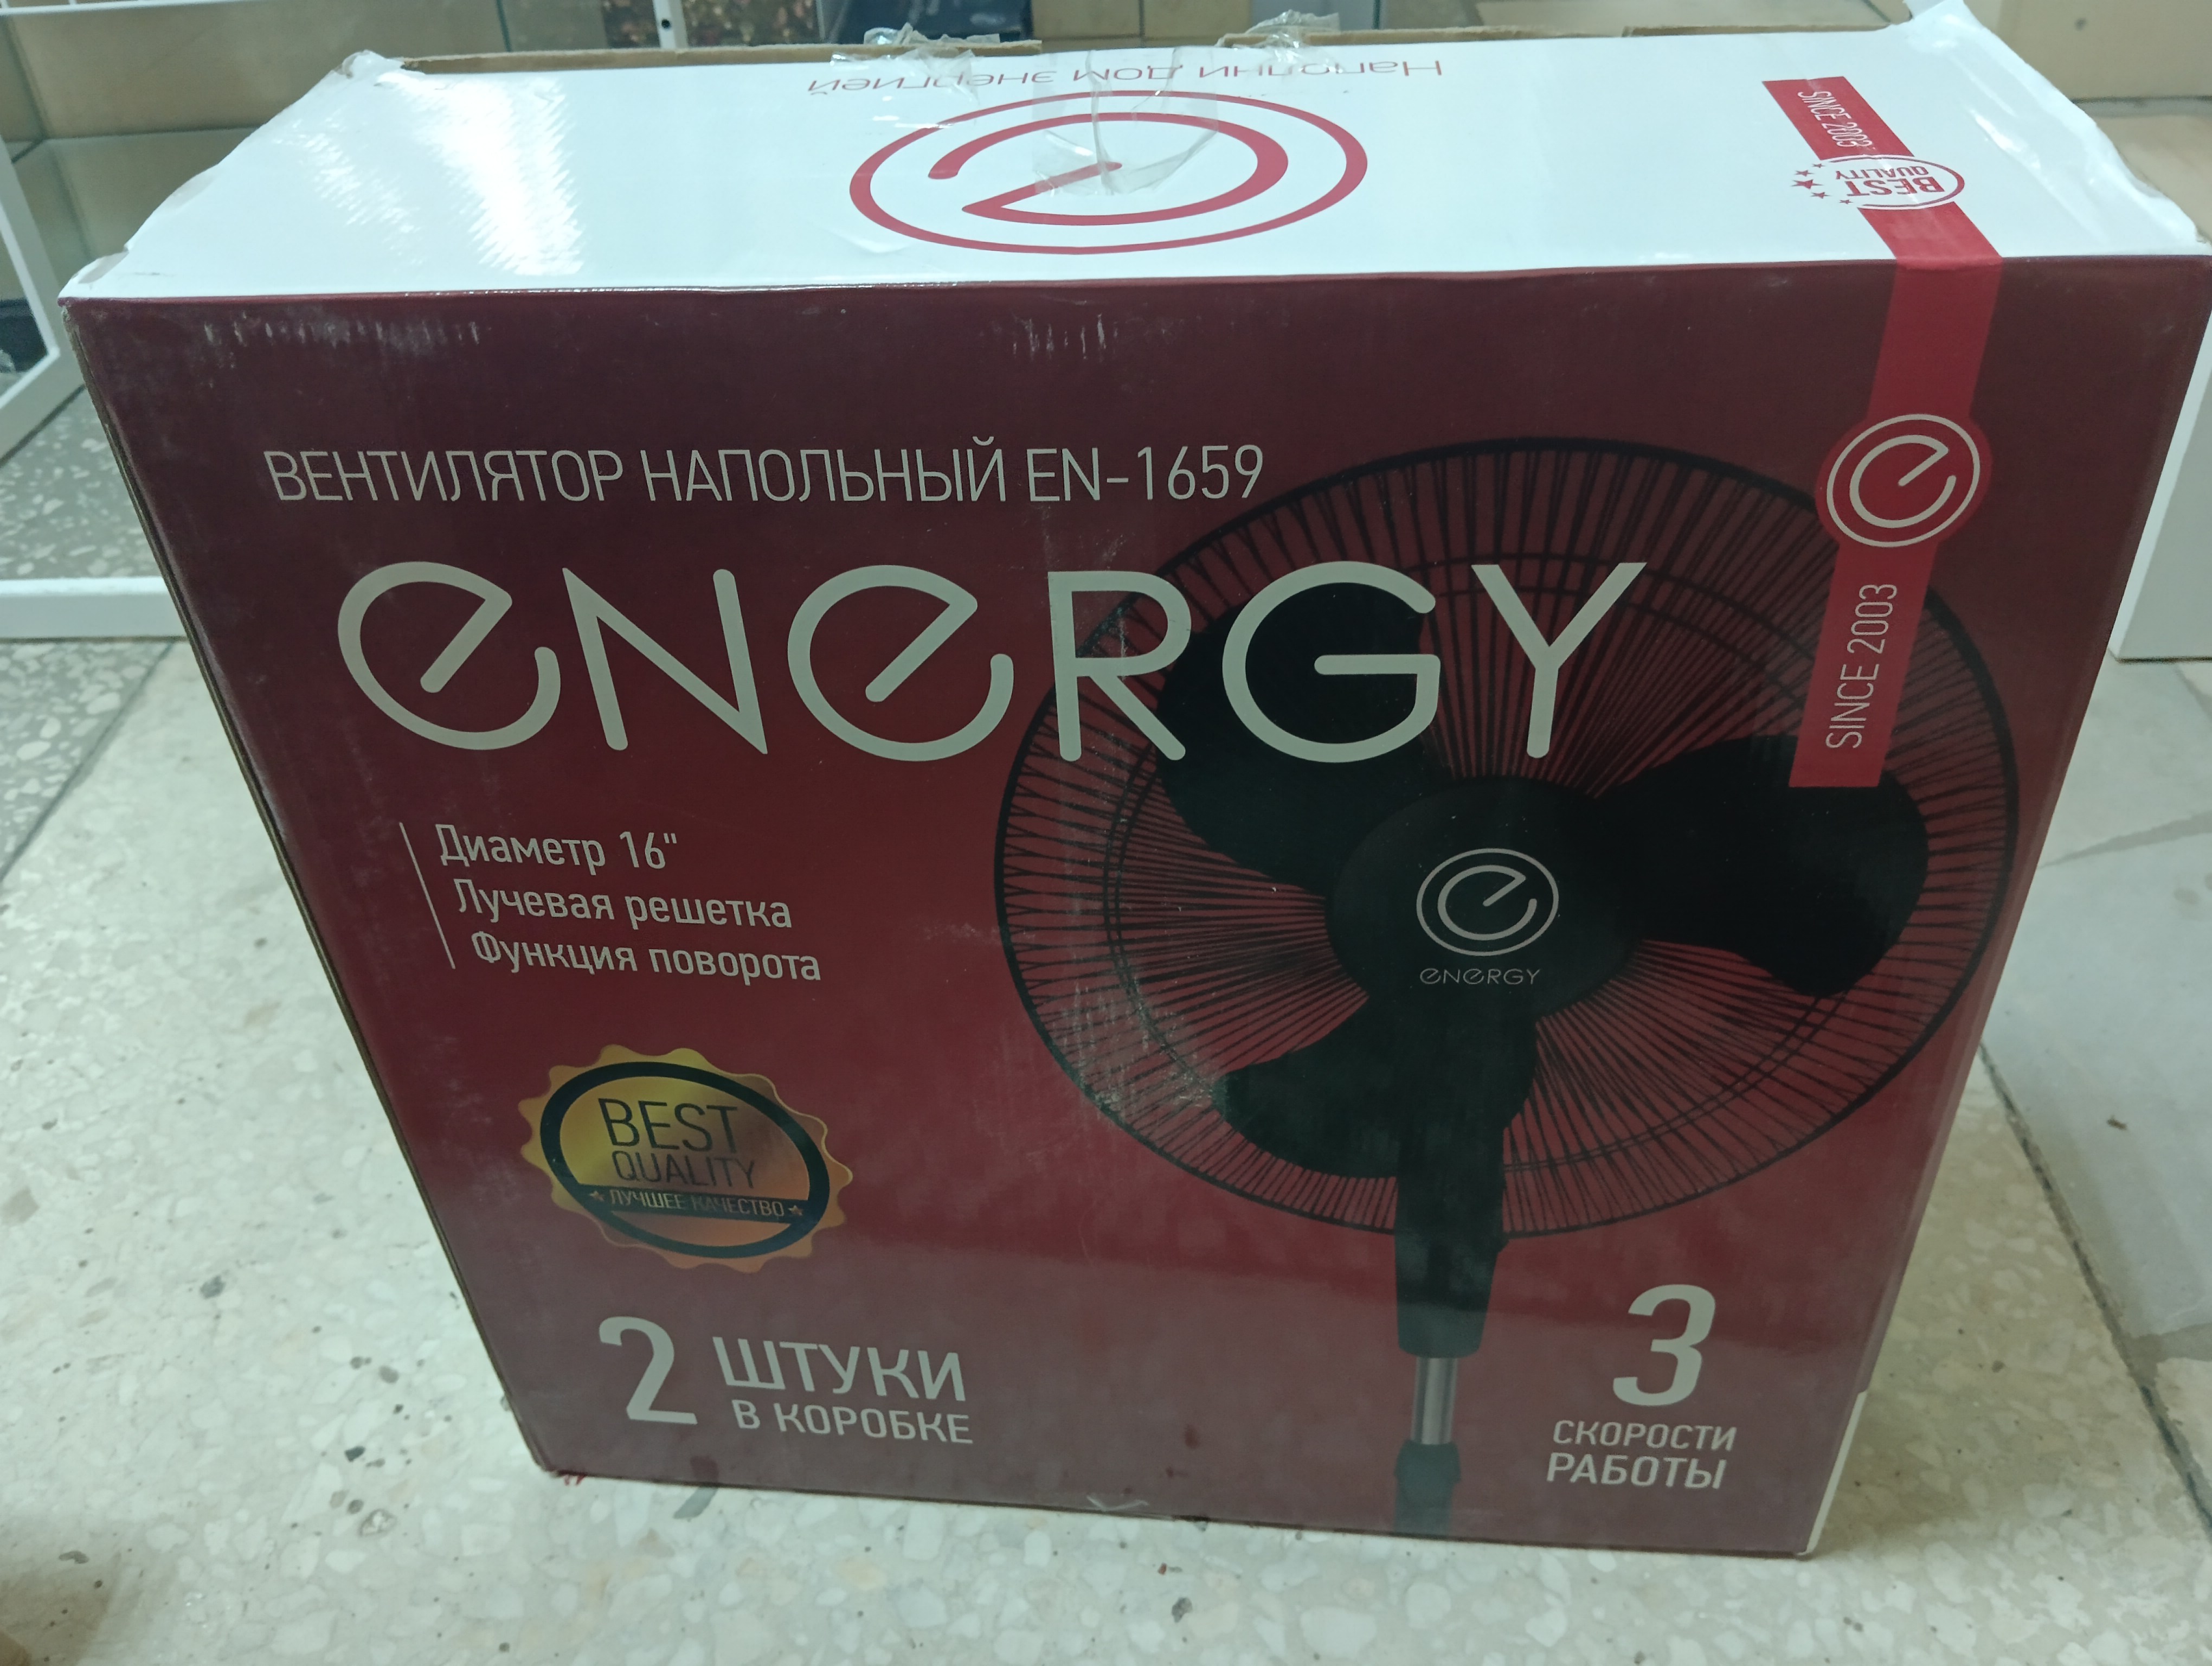 Наполни дом энергией
SINCE 2003
BEST
QUALITY
ВЕНТИЛЯТОР НАПОЛЬНЫЙ EN-1659
eNeRGY
SINCE 2003
Диаметр 16"
Лучевая решетка
Функция поворота
eNeRGY
BEST
QUALITY
ЛУЧШЕЕ КАЧЕСТВО
2 ШТУКИ
В КОРОБКЕ
3
СКОРОСТИ
РАБОТЫ